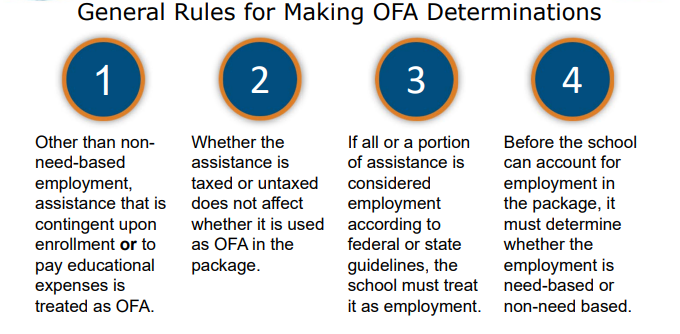 General Rules for Making OFA Determinations
1
Other than non-
need-based
employment,
assistance that is
contingent upon
enrollment or to
pay educational
expenses is
treated as OFA.
2
Whether the
assistance is
taxed or untaxed
does not affect
whether it is used
as OFA in the
package.
3
If all or a portion
of assistance is
considered
employment
according to
federal or state
guidelines, the
school must treat
it as employment.
4
Before the school
can account for
employment in
the package, it
must determine
whether the
employment is
need-based or
non-need based.